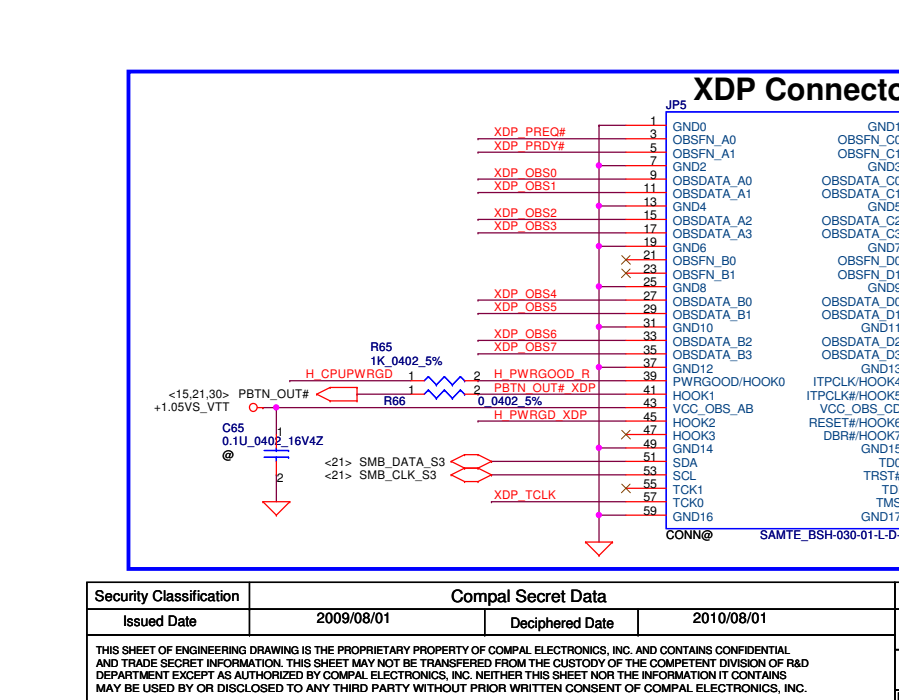 XDP Connecto
JP5
1 GND0 GND1
XDP_PREQ# 3 OBSFN_A0 OBSFN_C0
XDP_PRDY# 5 OBSFN_A1 OBSFN_C1
7 GND2 GND3
XDP_OBS0 9 OBSDATA_A0 OBSDATA_C0
XDP_OBS1 11 OBSDATA_A1 OBSDATA_C1
13 GND4 GND5
XDP_OBS2 15 OBSDATA_A2 OBSDATA_C2
XDP_OBS3 17 OBSDATA_A3 OBSDATA_C3
19 GND6 GND7
21 OBSFN_B0 OBSFN_D0
23 OBSFN_B1 OBSFN_D1
25 GND8 GND9
XDP_OBS4 27 OBSDATA_B0 OBSDATA_D0
XDP_OBS5 29 OBSDATA_B1 OBSDATA_D1
31 GND10 GND11
XDP_OBS6 33 OBSDATA_B2 OBSDATA_D2
XDP_OBS7 35 OBSDATA_B3 OBSDATA_D3
R65
1K_0402_5%
37 GND12 GND13
H_CPUPWRGD 1 2 H_PWRGOOD_R 39 PWRGOOD/HOOK0 ITPCLK/HOOK4
<15,21,30> PBTN_OUT# 1 2 PBTN_OUT#_XDP 41 HOOK1 ITPCLK#/HOOK5
R66 0_0402_5%
+1.05VS_VTT 43 VCC_OBS_AB VCC_OBS_CD
H_PWRGD_XDP 45 HOOK2 RESET#/HOOK6
C65 1 47 HOOK3 DBR#/HOOK7
0.1U_0402_16V4Z
49 GND14 GND15
@
<21> SMB_DATA_S3 51 SDA TD0
<21> SMB_CLK_S3 53 SCL TRST#
2 55 TCK1 TD
XDP_TCLK 57 TCK0 TMS
59 GND16 GND17
CONN@ SAMTE_BSH-030-01-L-D-
Security Classification Compal Secret Data
Issued Date 2009/08/01 Deciphered Date 2010/08/01
THIS SHEET OF ENGINEERING DRAWING IS THE PROPRIETARY PROPERTY OF COMPAL ELECTRONICS, INC. AND CONTAINS CONFIDENTIAL
AND TRADE SECRET INFORMATION. THIS SHEET MAY NOT BE TRANSFERED FROM THE CUSTODY OF THE COMPETENT DIVISION OF R&D
DEPARTMENT EXCEPT AS AUTHORIZED BY COMPAL ELECTRONICS, INC. NEITHER THIS SHEET NOR THE INFORMATION IT CONTAINS
MAY BE USED BY OR DISCLOSED TO ANY THIRD PARTY WITHOUT PRIOR WRITTEN CONSENT OF COMPAL ELECTRONICS, INC.